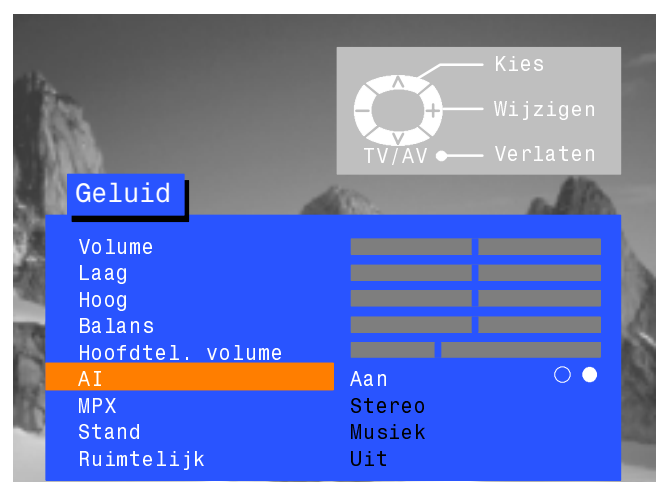 Kies
Wijzigen
TV/AV Verlaten
Geluid
Volume
Laag
Hoog
Balans
Hoofdtel. volume
AI Aan
MPX Stereo
Stand Musiek
Ruimtelijk Uit